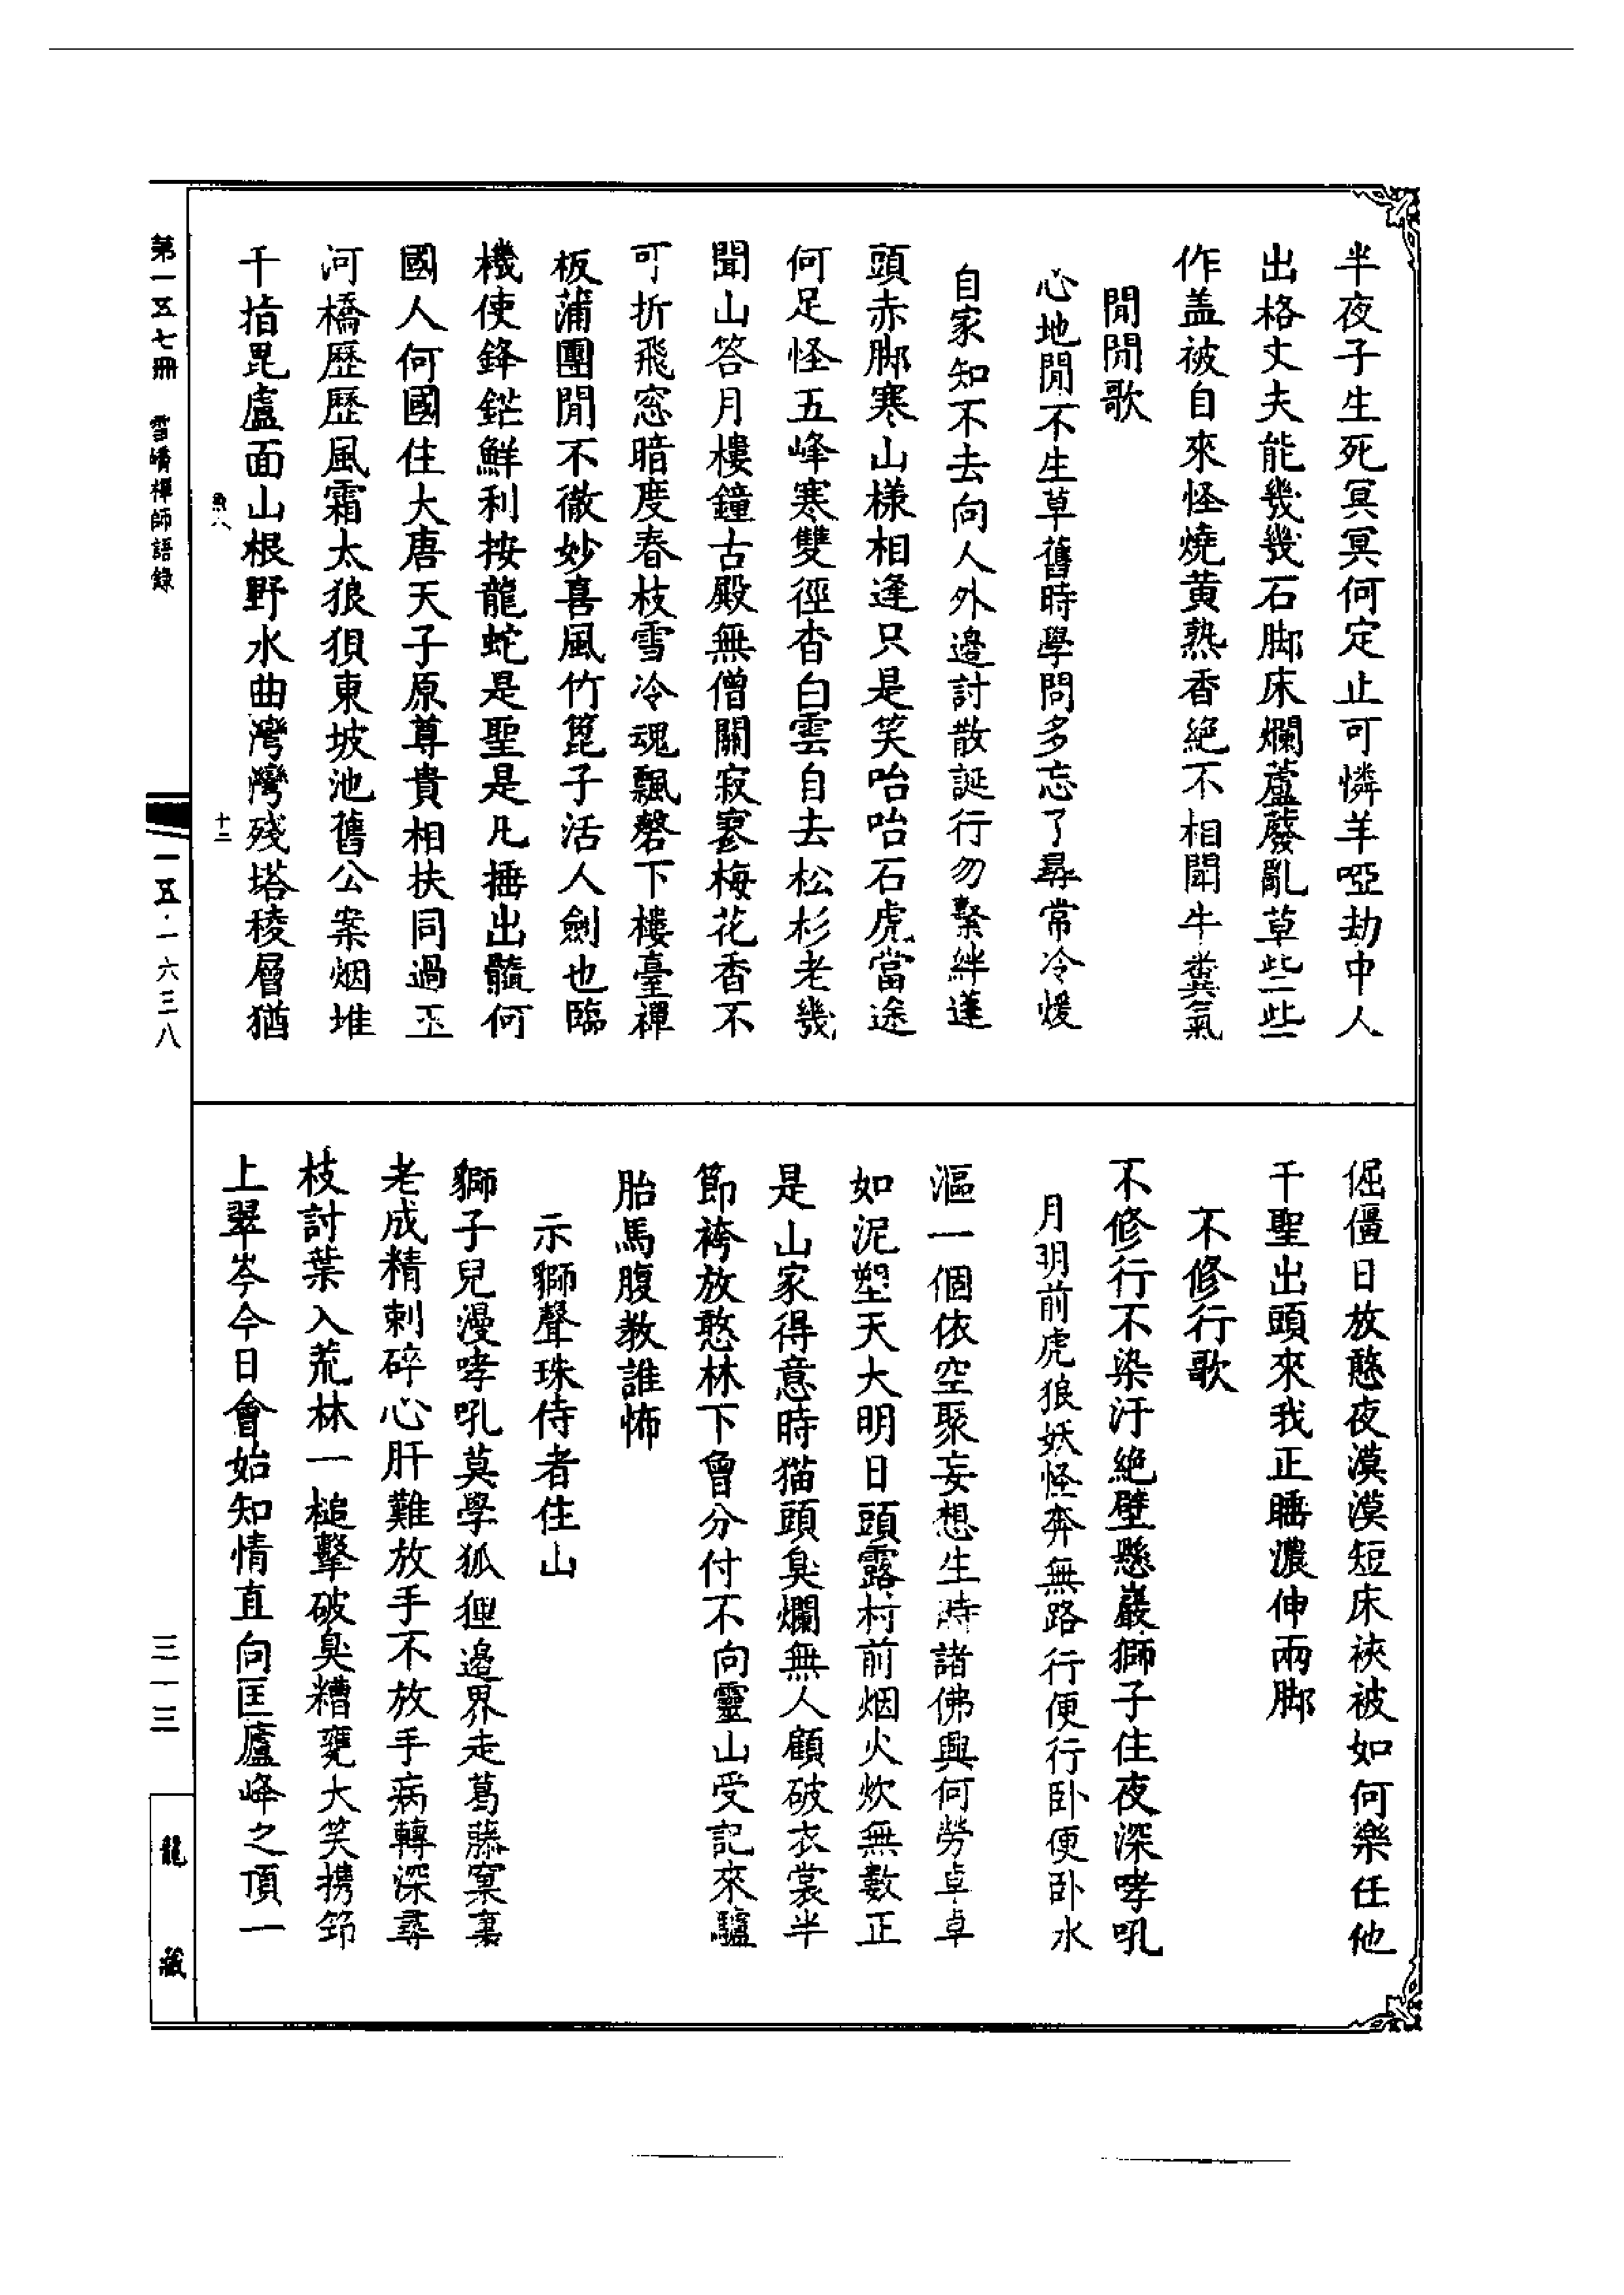 半夜子生死冥冥何定止可憐羊啞劫中人
出格丈夫能幾幾石脚床爛蘆蕟亂草些些
作盖被自來怪燒黄熟香絶不相聞牛糞氣
閒閒歌
心地閒不生草舊時學問多忘了尋常冷煖
自家知不去向人外邉討散誕行勿繫絆蓬
頭赤脚寒山樣相逢只是笑咍咍石虎當途
何足怪五峰寒雙徑杳白雲自去松杉老幾
聞山答月樓鐘古殿無僧關寂寥梅花香不
可折飛窓暗度春枝雪冷魂飄磬下樓臺禪
板蒲團閒不徹妙喜風竹篦子活人劍也臨
機使鋒鋩鮮利按龍蛇是聖是凡捶出髓何
國人何國住大唐天子原尊貴相扶同過
河橋歷歷風霜太狼狽東坡池舊公案烟堆
千指毘盧面山根野水曲灣灣殘塔稜層猶
倔僵日放憨夜漠漠短床裌被如何樂任他
千聖出頭來我正睡濃伸兩脚
不修行歌
不修行不染汙絶壁懸巖獅子住夜深哮吼
月明前虎狼妖怪奔無路行便行卧便卧水
漚一個依空聚妄想生時諸佛興何勞卓卓
如泥塑天大明日頭露村前烟火炊無數正
是山家得意時猫頭臭爛無人顧破衣裳半
節袴放憨林下曾分付不向靈山受記來驢
胎馬腹教誰怖
示獅聲珠侍者住山
獅子兒漫哮吼莫學狐狸邉界走葛藤窠裏
老成精剌碎心肝難放手不放手病轉深尋
枝討葉入荒林一槌擊破臭糟甕大笑携笻
上翠岑今日會始知情直向匡廬峰之頂一
第一五七冊 雪嶠禪師語錄
十二
一五·一六三八
三一三
龍藏